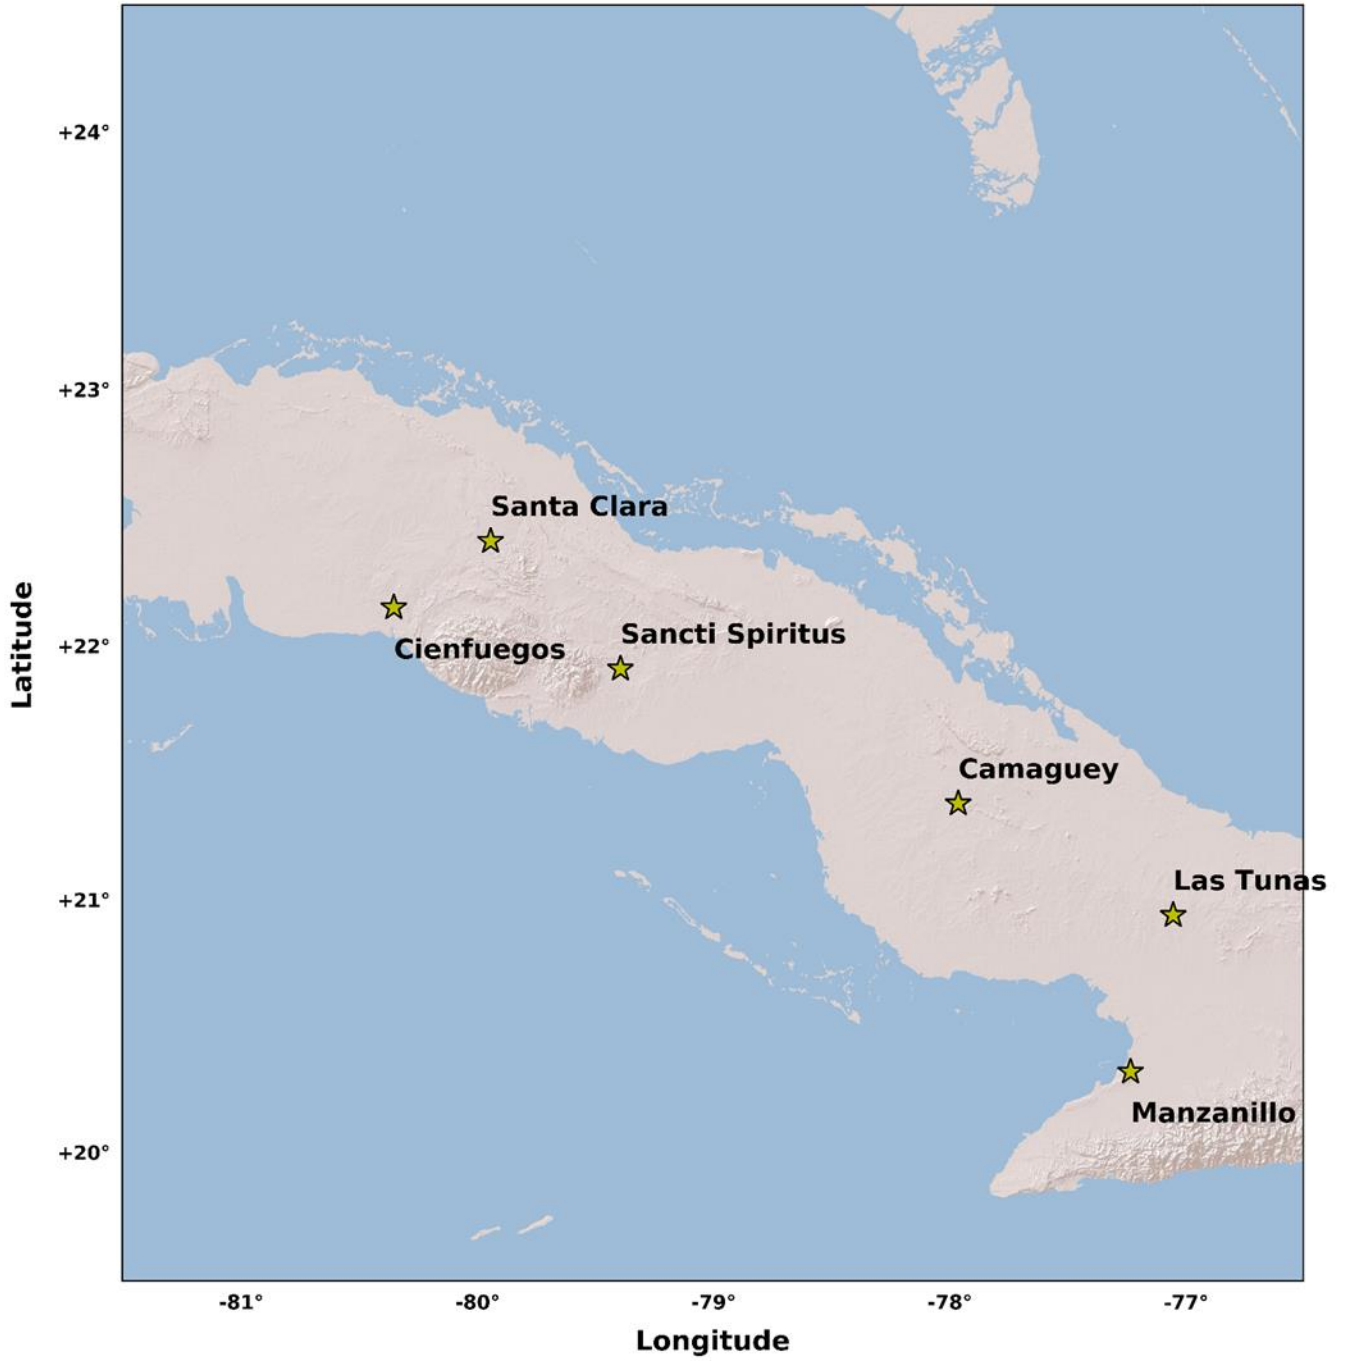 +24°
+23°
Santa Clara
Latitude
+22°
Cienfuegos
Sancti Spiritus
Camaguey
Las Tunas
+21°
Manzanillo
+20°
-81°
-80°
-79°
-78°
-77°
Longitude